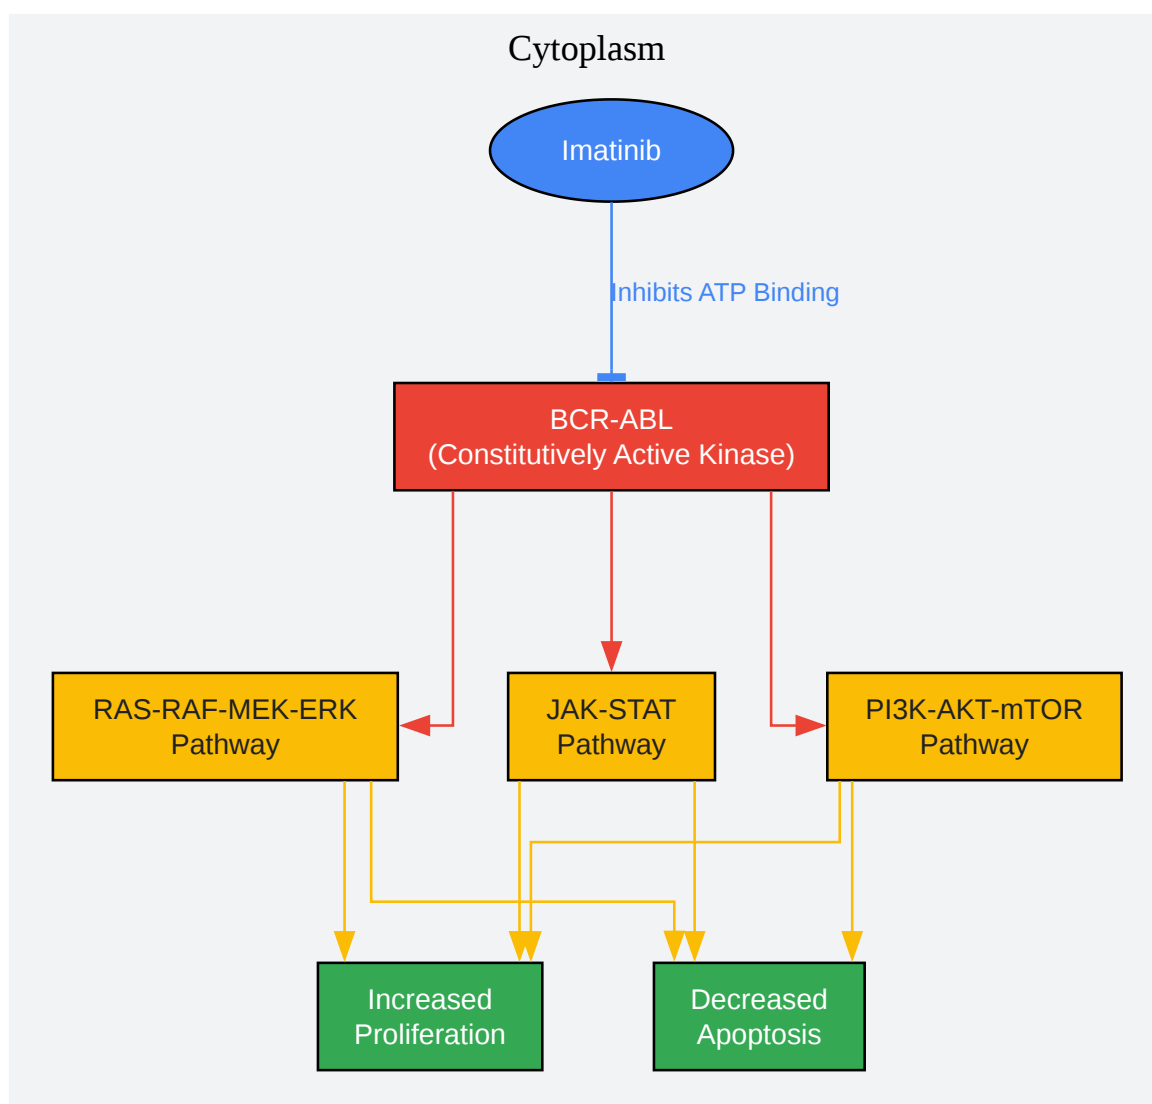 Cytoplasm
Imatinib
Inhibits ATP Binding
BCR-ABL
(Constitutively Active Kinase)
RAS-RAF-MEK-ERK
Pathway
JAK-STAT
Pathway
PI3K-AKT-mTOR
Pathway
Increased
Proliferation
Decreased
Apoptosis